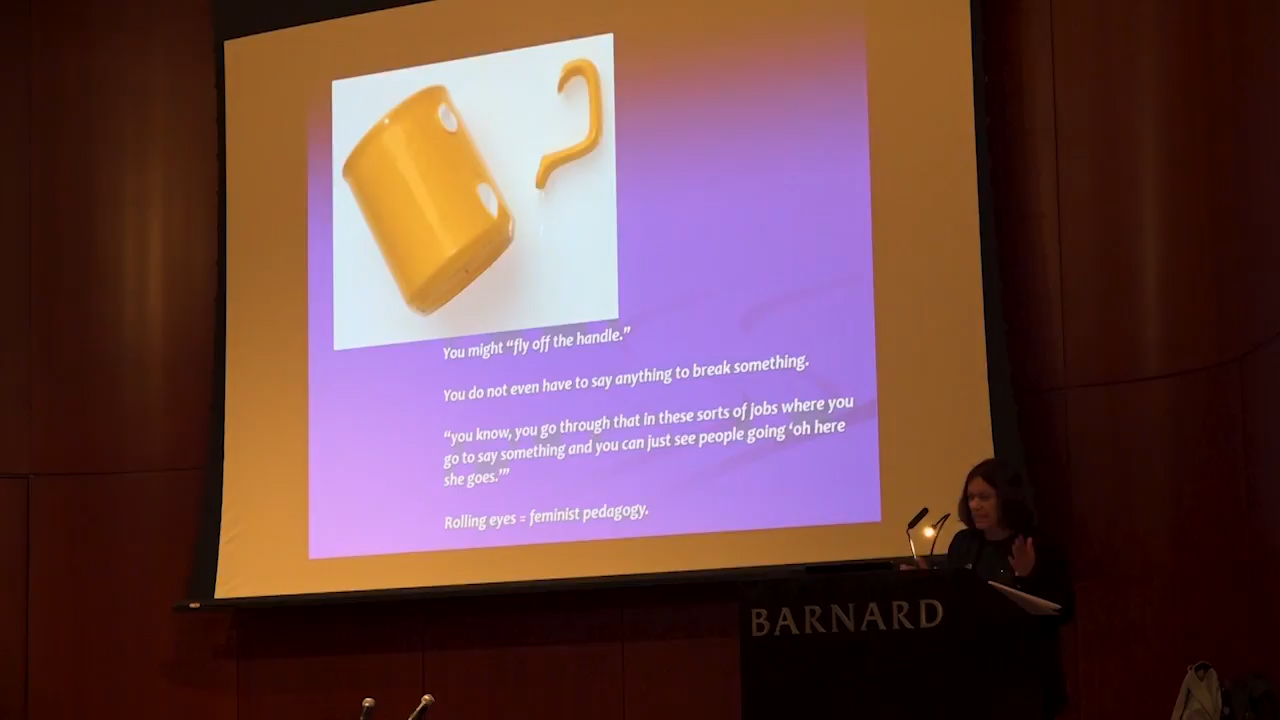 You might “fly off the handle.”
You do not even have to say anything to break something.
“you know, you go through that in these sorts of jobs where you
go to say something and you can just see people going ‘oh here
she goes.’”
Rolling eyes = feminist pedagogy.
BARNARD